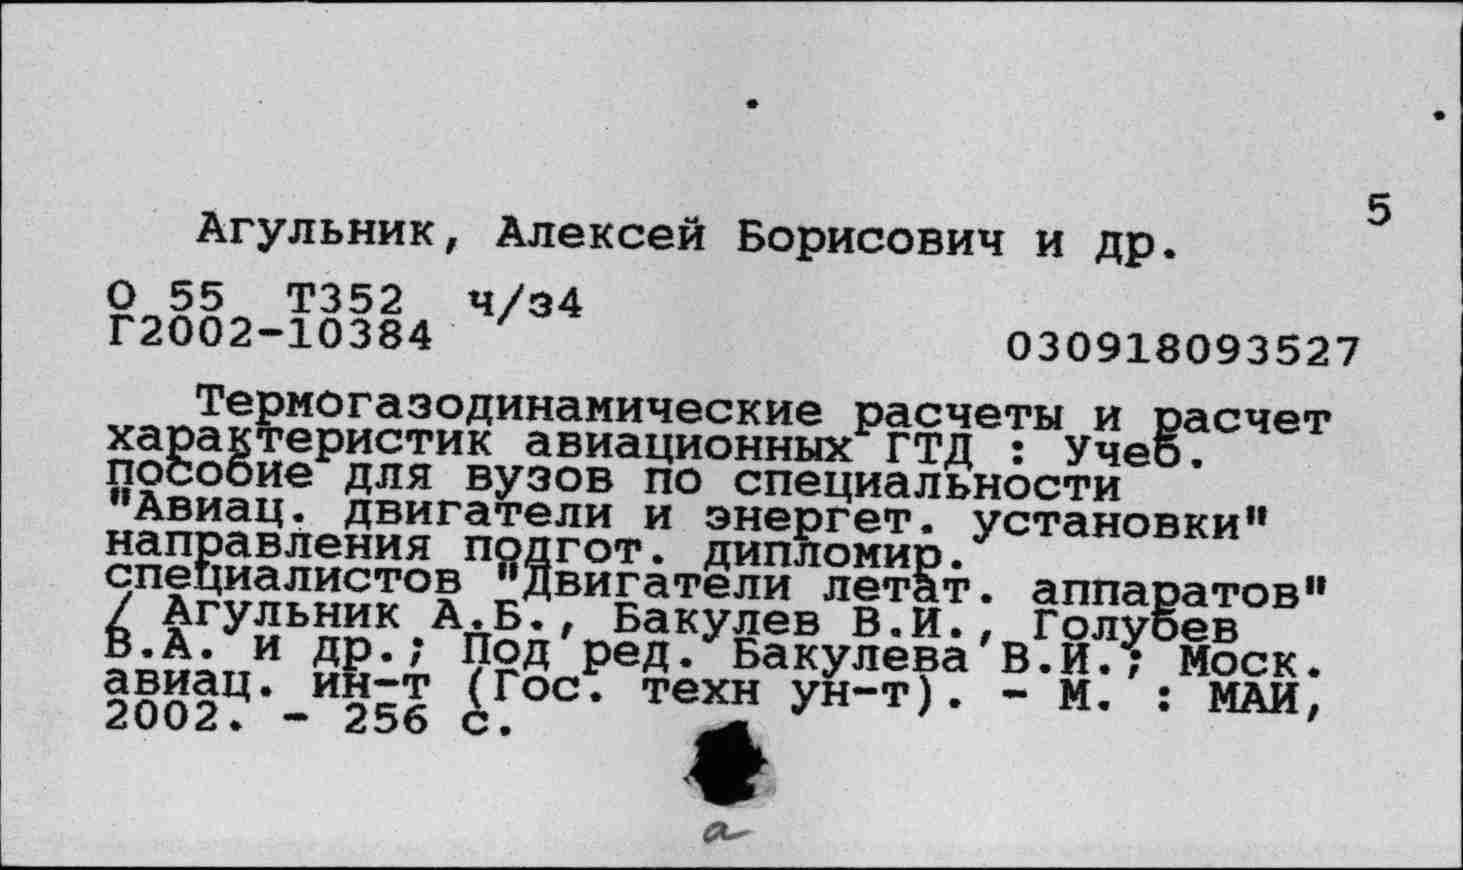 5
Агульник, Алексей Борисович и др.
О 55 Т352 ч/з4
Г2002-10384
030918093527
Термогазодинамические расчеты и расчет
характеристик авиационных ГТД : Учеб.
пособие для вузов по специальности
"Авиац. двигатели и энергет. установки"
направления подгот. дипломир.
специалистов "Двигатели летат. аппаратов"
/ Агульник А.Б., Бакулев В.И., Голубев
В.А. и др.; Под ред. Бакулева В.И.; Моск.
авиац. ин-т (Гос. техн ун-т). - М. : МАИ,
2002. - 256 с.
а